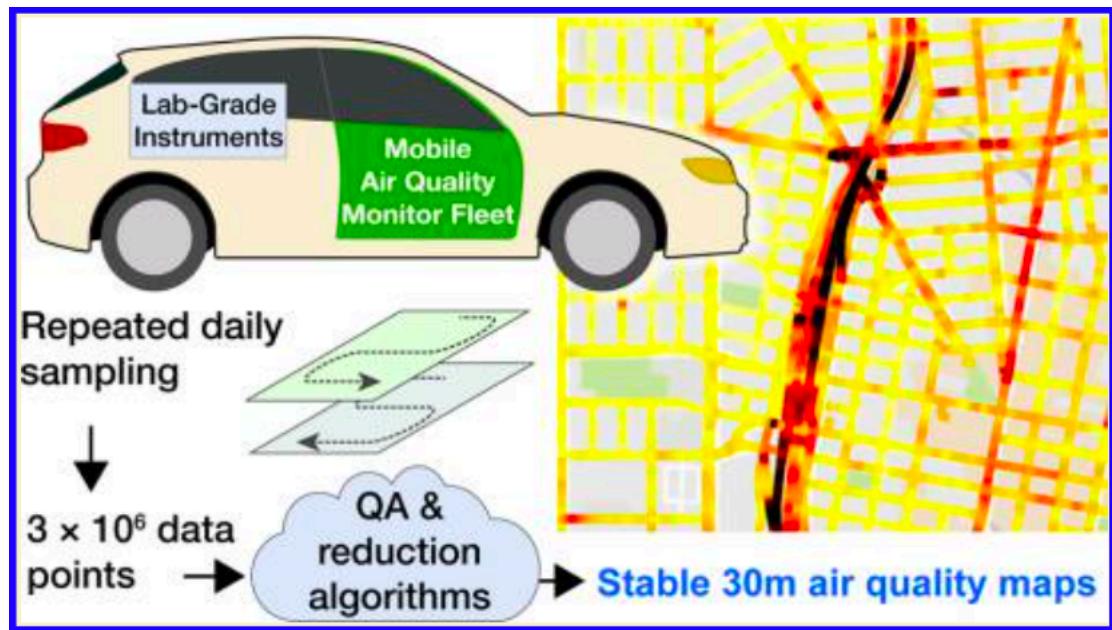 Lab-Grade
Instruments
Mobile
Air Quality
Monitor Fleet
Repeated daily
sampling
3 × 10⁶ data
points
QA &
reduction
algorithms
Stable 30m air quality maps